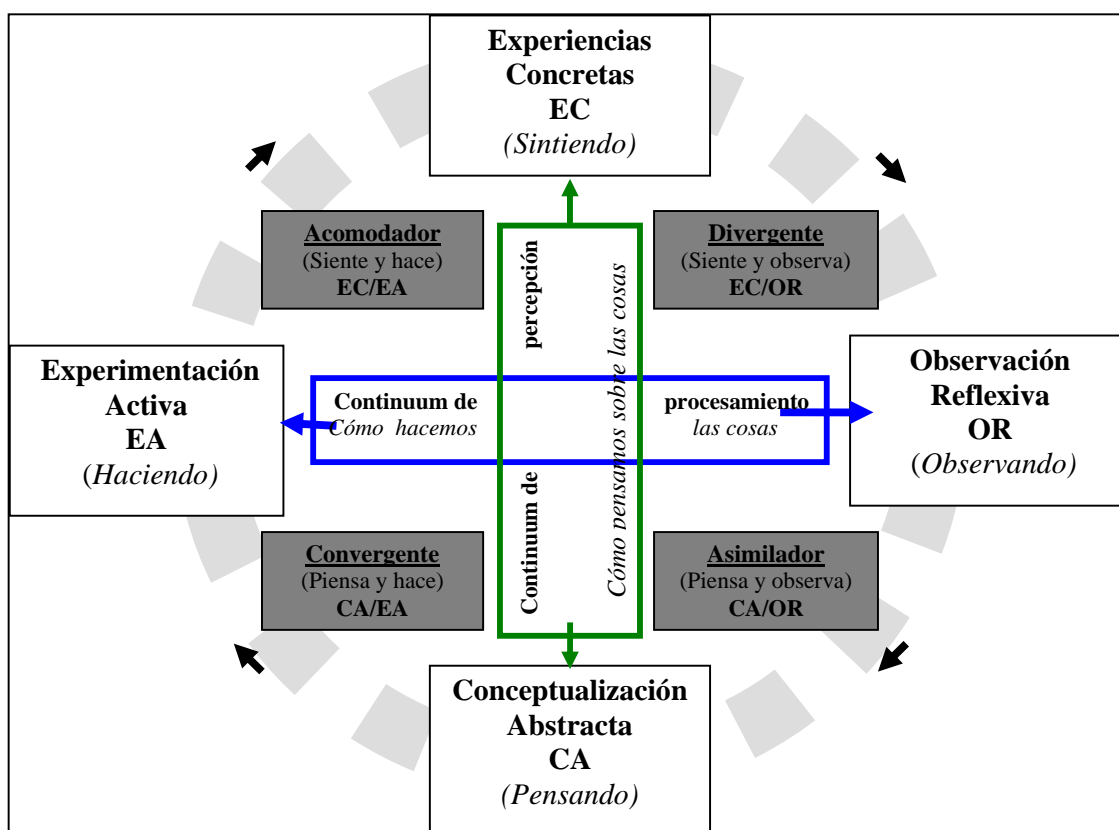 Experiencias
Concretas
EC
(Sintiendo)
Acomodador
(Siente y hace)
EC/EA
Divergente
(Siente y observa)
EC/OR
Continuum de percepción
Cómo pensamos sobre las cosas
Experimentación
Activa
EA
(Haciendo)
Continuum de procesamiento
Cómo hacemos las cosas
Observación
Reflexiva
OR
(Observando)
Convergente
(Piensa y hace)
CA/EA
Asimilador
(Piensa y observa)
CA/OR
Conceptualización
Abstracta
CA
(Pensando)